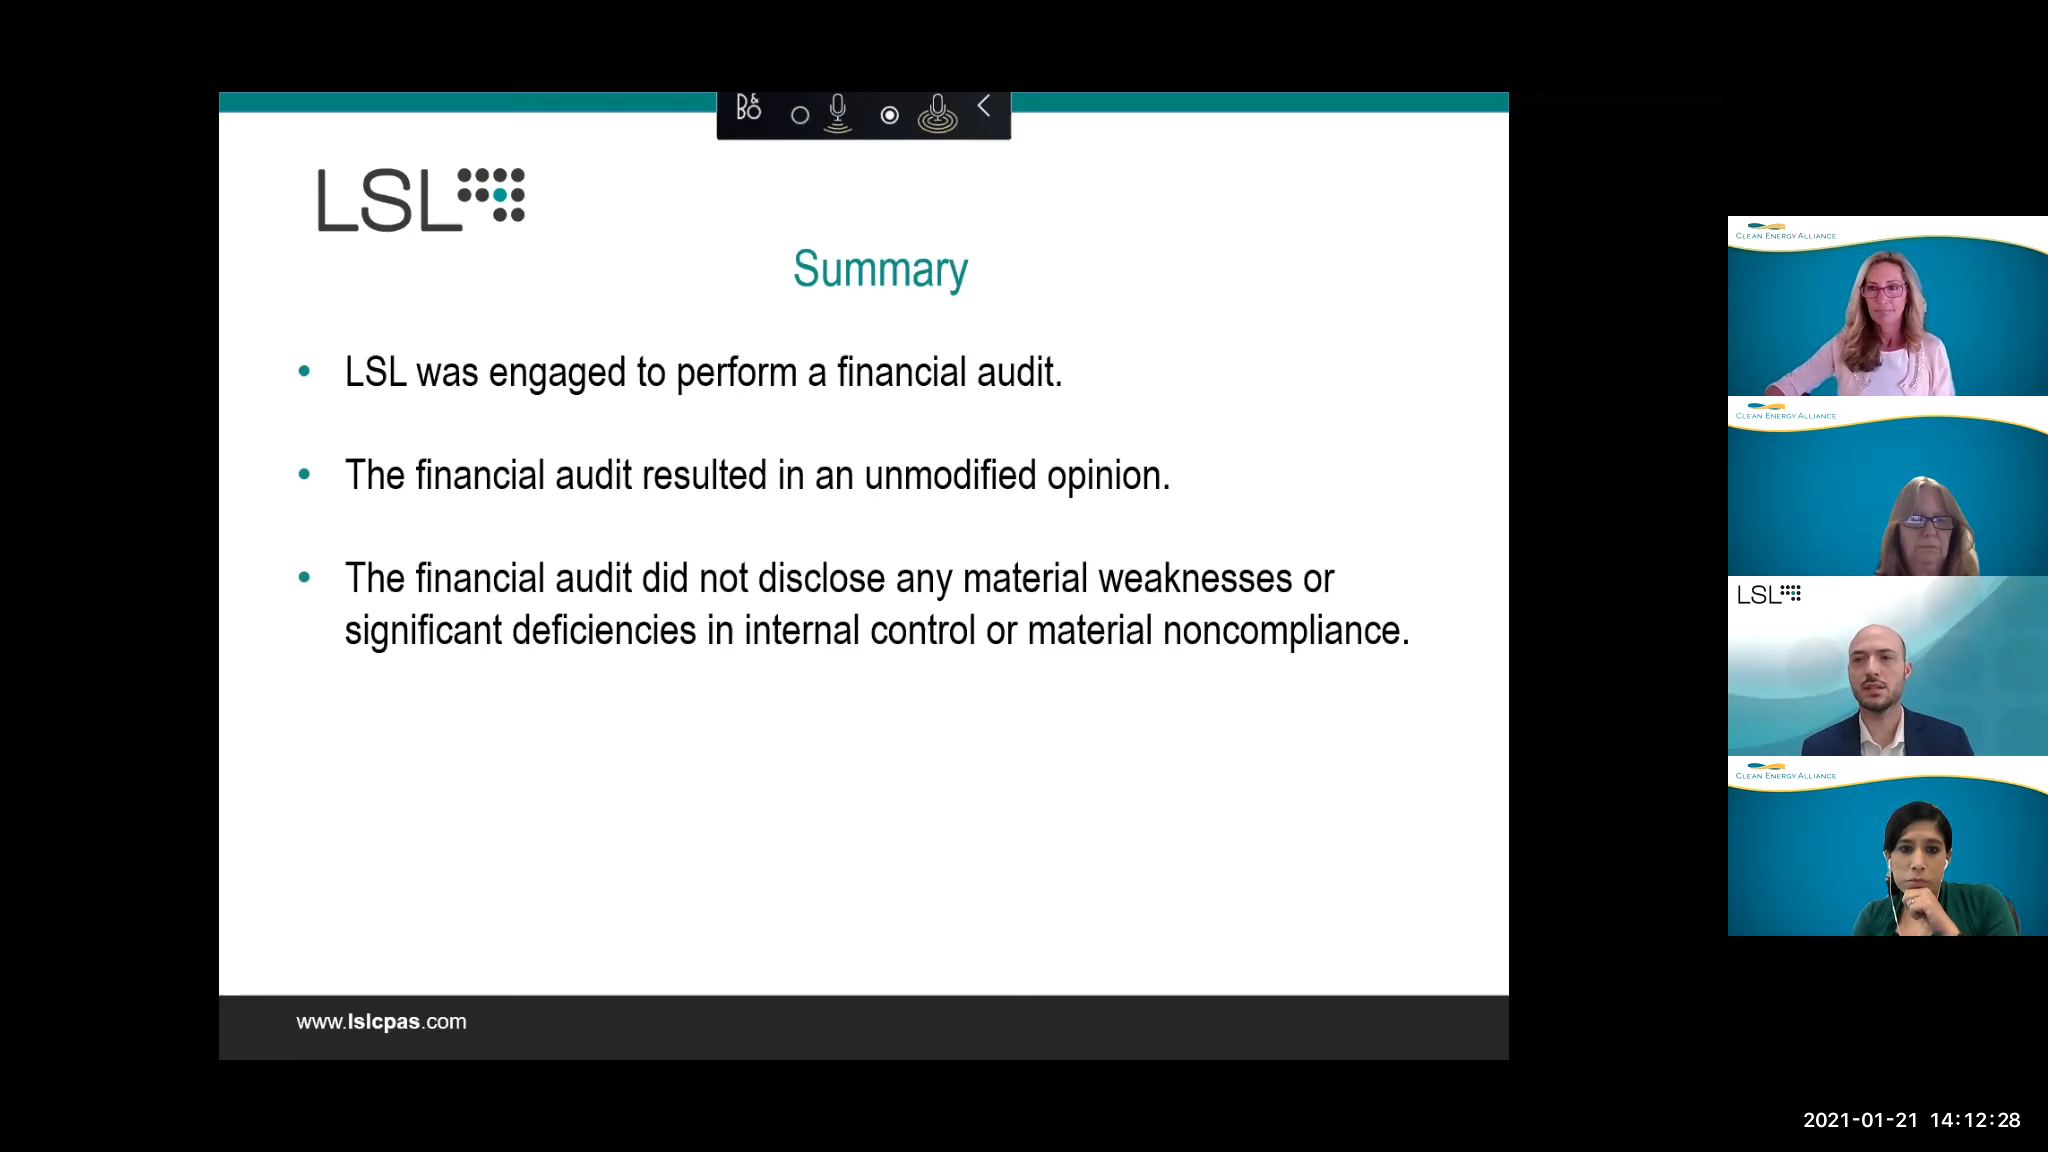 B&O
LSL
Summary
• LSL was engaged to perform a financial audit.
• The financial audit resulted in an unmodified opinion.
• The financial audit did not disclose any material weaknesses or
significant deficiencies in internal control or material noncompliance.
www.lslcpas.com
CLEAN ENERGY ALLIANCE
CLEAN ENERGY ALLIANCE
LSL
CLEAN ENERGY ALLIANCE
2021-01-21 14:12:28